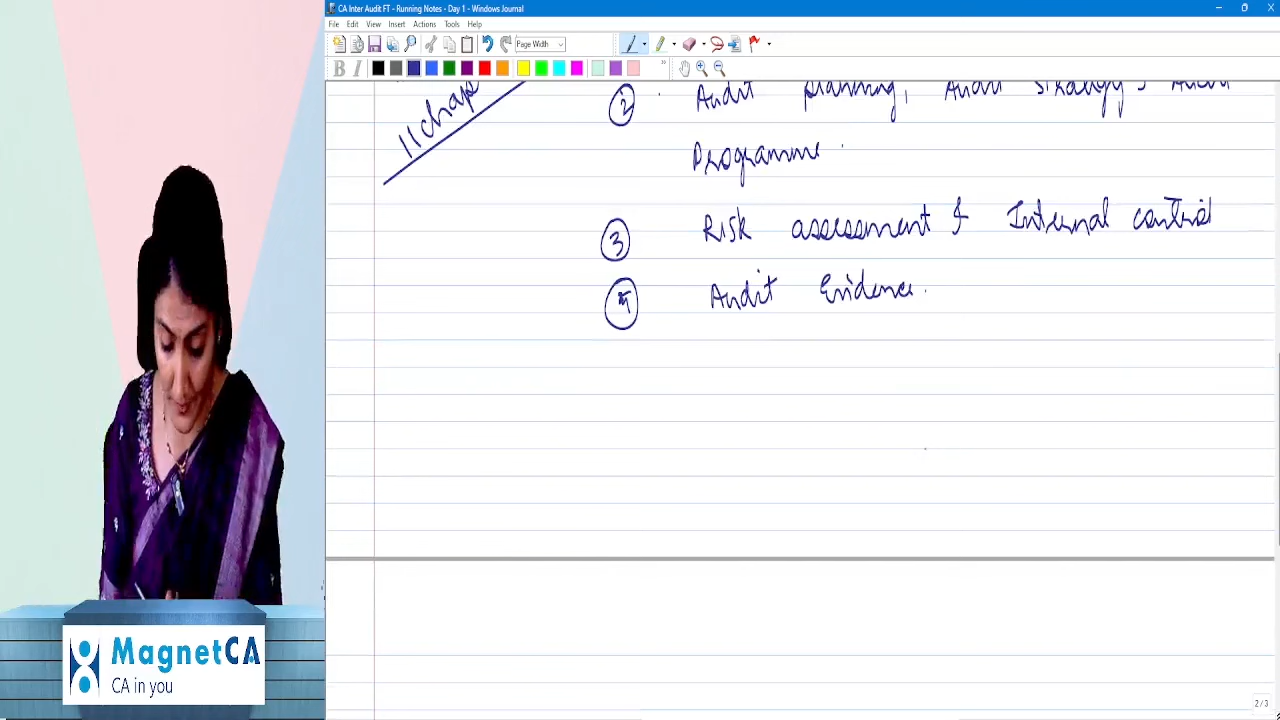 CA Inter Audit FT - Running Notes - Day 1 - Windows Journal
File Edit View Insert Actions Tools Help
Page Width
B I
11 chap
② Audit planning, Audit Strategy & Audit
Programme.
③ Risk assessment & Internal control
④ Audit Evidence.
MagnetCA
CA in you
2/3